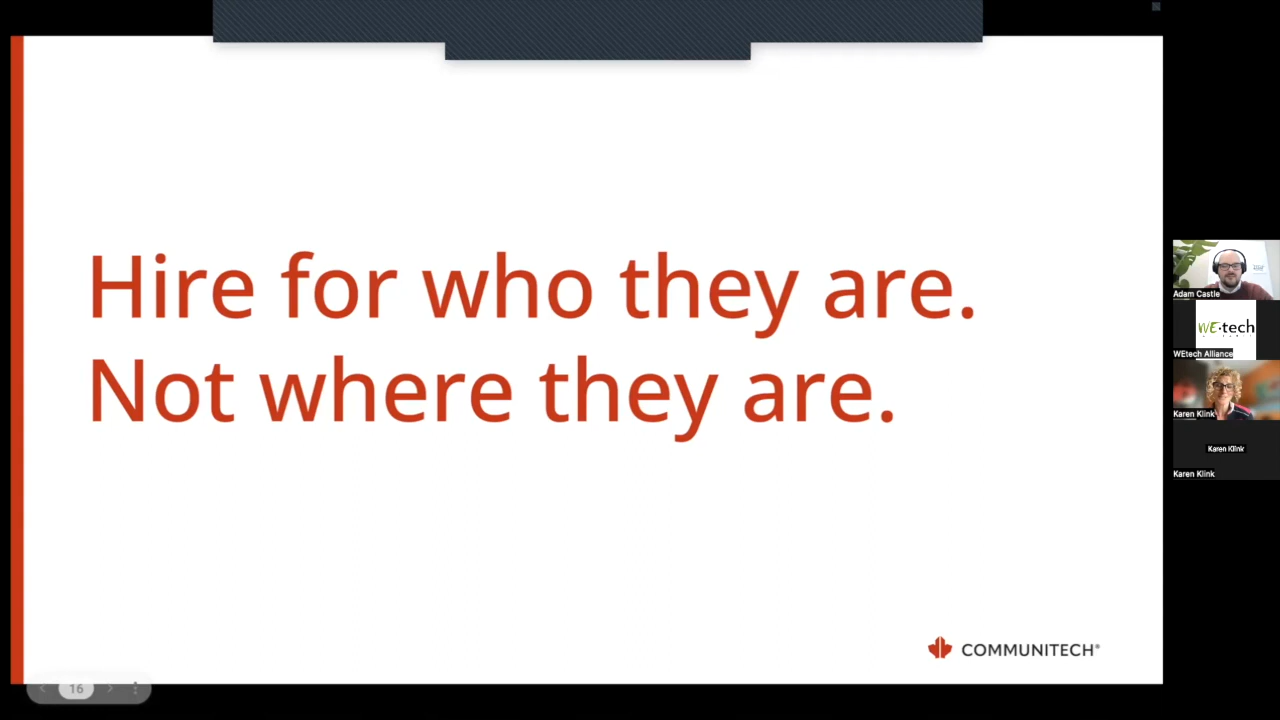 Hire for who they are.
Not where they are.
COMMUNITECH®
16
Adam Castle
WE·tech
WEtech Alliance
Karen Klink
Karen Klink
Karen Klink